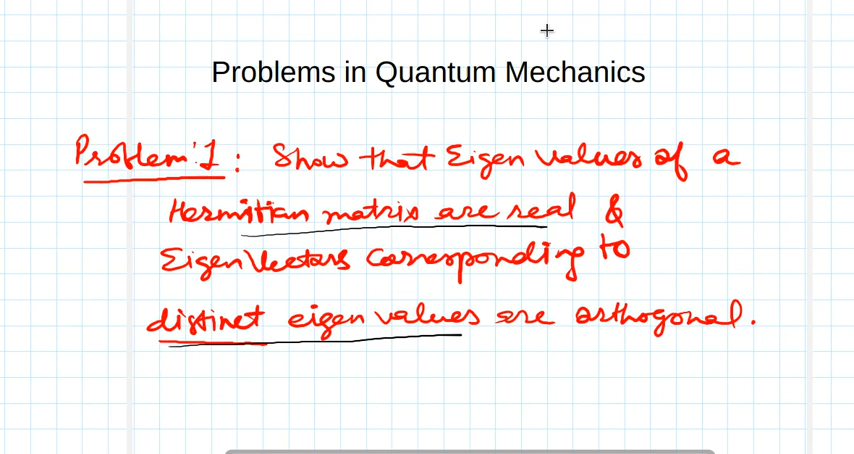 Problems in Quantum Mechanics
Problem:1: Show that Eigen values of a
Hermitian matrix are real &
Eigen Vectors corresponding to
distinct eigen values are orthogonal.